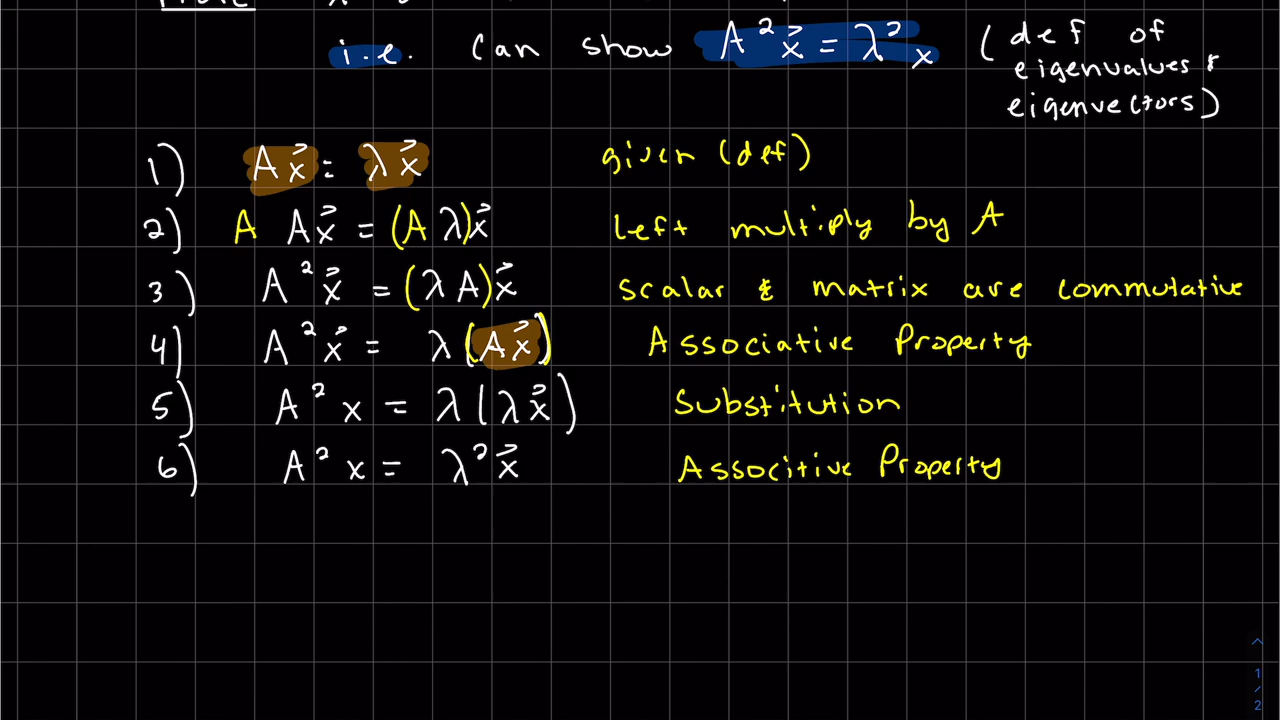 i.e. Can show A²x⃗ = λ²x (def of
eigenvalues &
eigenvectors)
1) Ax⃗ = λx⃗ given (def)
2) A Ax⃗ = (Aλ)x⃗ left multiply by A
3) A²x⃗ = (λA)x⃗ scalar & matrix are commutative
4) A²x⃗ = λ(Ax⃗) Associative Property
5) A²x = λ(λx⃗) Substitution
6) A²x = λ²x⃗ Associtive Property
1
/
2